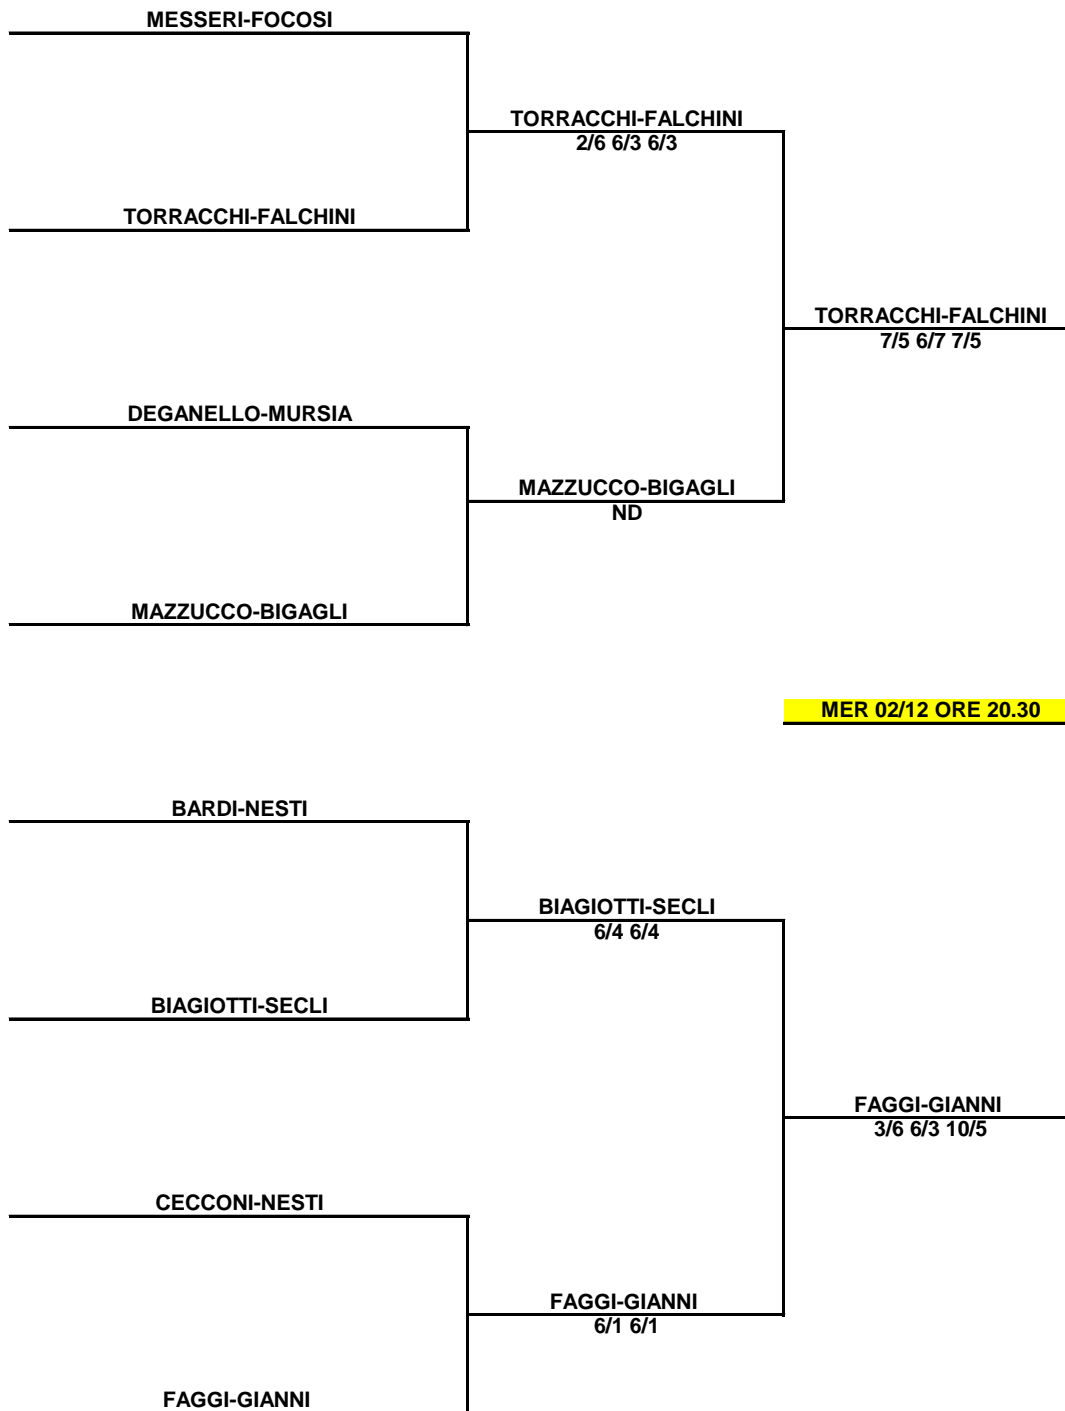 MESSERI-FOCOSI
TORRACCHI-FALCHINI
2/6 6/3 6/3
TORRACCHI-FALCHINI
TORRACCHI-FALCHINI
7/5 6/7 7/5
DEGANELLO-MURSIA
MAZZUCCO-BIGAGLI
ND
MAZZUCCO-BIGAGLI
MER 02/12 ORE 20.30
BARDI-NESTI
BIAGIOTTI-SECLI
6/4 6/4
BIAGIOTTI-SECLI
FAGGI-GIANNI
3/6 6/3 10/5
CECCONI-NESTI
FAGGI-GIANNI
6/1 6/1
FAGGI-GIANNI